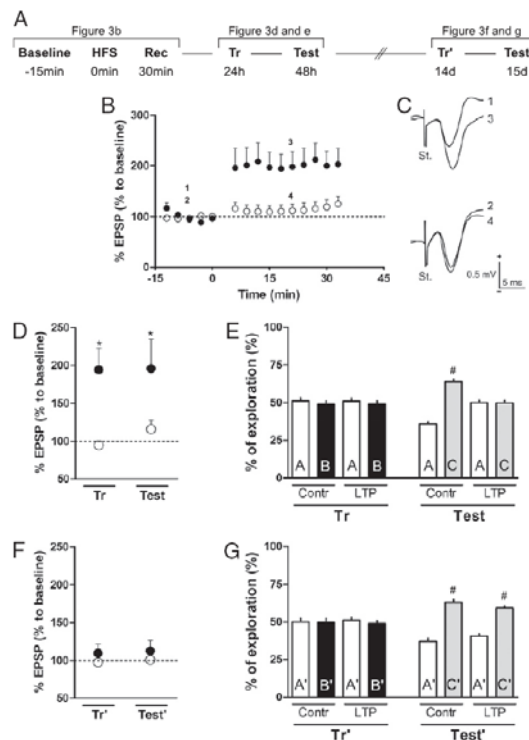 A
Figure 3b Figure 3d and e Figure 3f and g
Baseline HFS Rec Tr Test Tr' Test
-15min 0min 30min 24h 48h 14d 15d
B
% EPSP (% to baseline)
300
200
100
0
-15 0 15 30 45
Time (min)
1
2
3
4
C
1
3
St.
2
4
St.
+
0.5 mV
-
5 ms
D
% EPSP (% to baseline)
250
200
150
100
50
* *
Tr Test
E
% of exploration (%)
75
50
25
0
#
A B A B A C A C
Contr LTP Contr LTP
Tr Test
F
% EPSP (% to baseline)
250
200
150
100
50
Tr' Test'
G
% of exploration (%)
75
50
25
0
# #
A' B' A' B' A' C' A' C'
Contr LTP Contr LTP
Tr' Test'